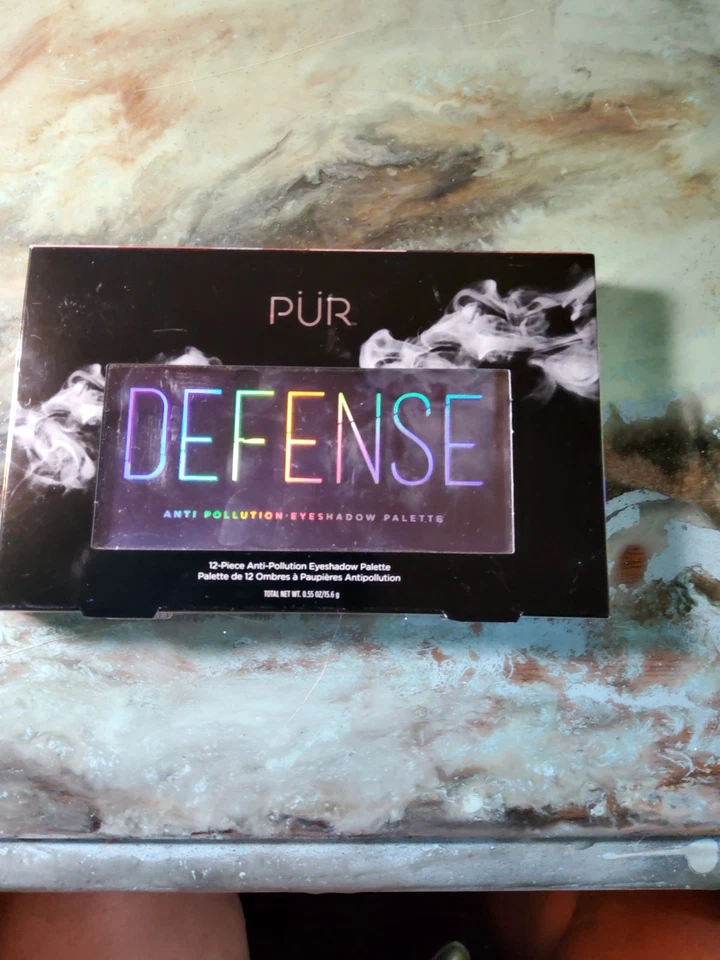 PÜR
DEFENSE
ANTI POLLUTION·EYESHADOW PALETTE
12-Piece Anti-Pollution Eyeshadow Palette
Palette de 12 Ombres à Paupières Antipollution
TOTAL NET WT. 0.55 OZ/15.6 g